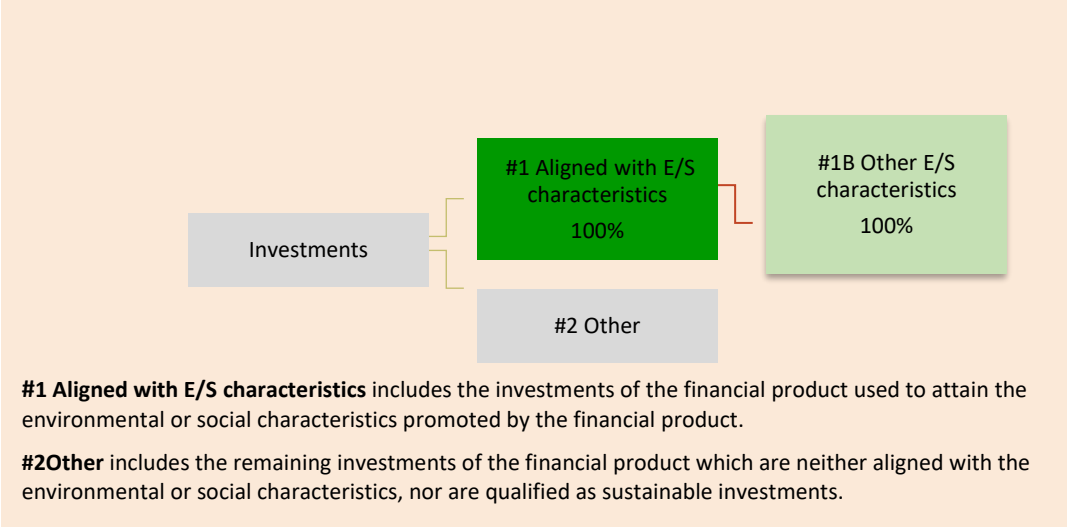 #1 Aligned with E/S
characteristics
100%
#1B Other E/S
characteristics
100%
Investments
#2 Other
#1 Aligned with E/S characteristics includes the investments of the financial product used to attain the
environmental or social characteristics promoted by the financial product.
#2Other includes the remaining investments of the financial product which are neither aligned with the
environmental or social characteristics, nor are qualified as sustainable investments.